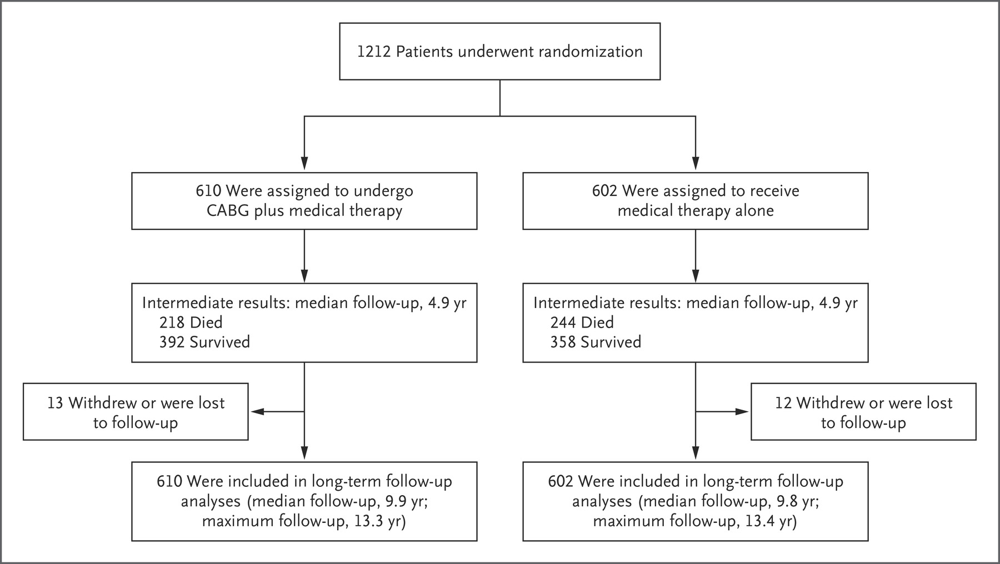 1212 Patients underwent randomization
610 Were assigned to undergo
CABG plus medical therapy
602 Were assigned to receive
medical therapy alone
Intermediate results: median follow-up, 4.9 yr
218 Died
392 Survived
Intermediate results: median follow-up, 4.9 yr
244 Died
358 Survived
13 Withdrew or were lost
to follow-up
12 Withdrew or were lost
to follow-up
610 Were included in long-term follow-up
analyses (median follow-up, 9.9 yr;
maximum follow-up, 13.3 yr)
602 Were included in long-term follow-up
analyses (median follow-up, 9.8 yr;
maximum follow-up, 13.4 yr)